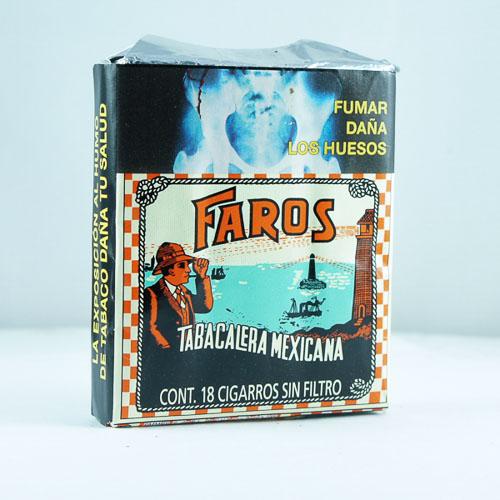 FUMAR
DAÑA
LOS HUESOS
FAROS
TABACALERA MEXICANA
CONT. 18 CIGARROS SIN FILTRO
LA EXPOSICIÓN AL HUMO
DE TABACO DAÑA TU SALUD